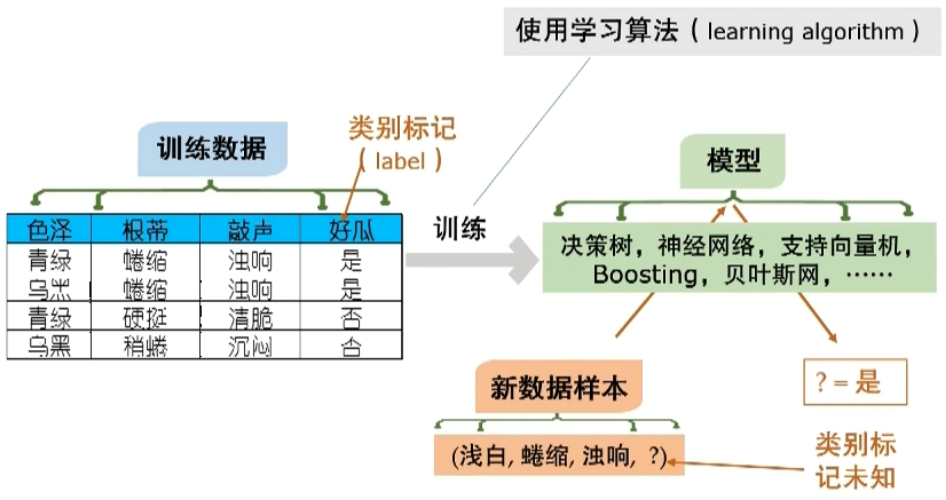 使用学习算法（learning algorithm）
训练数据
类别标记
（label）
模型
色泽 根蒂 敲声 好瓜
青绿 蜷缩 浊响 是
乌黑 蜷缩 浊响 是
青绿 硬挺 清脆 否
乌黑 稍蜷 沉闷 否
训练
决策树，神经网络，支持向量机，
Boosting，贝叶斯网，……
新数据样本
(浅白, 蜷缩, 浊响, ?)
? = 是
类别标
记未知